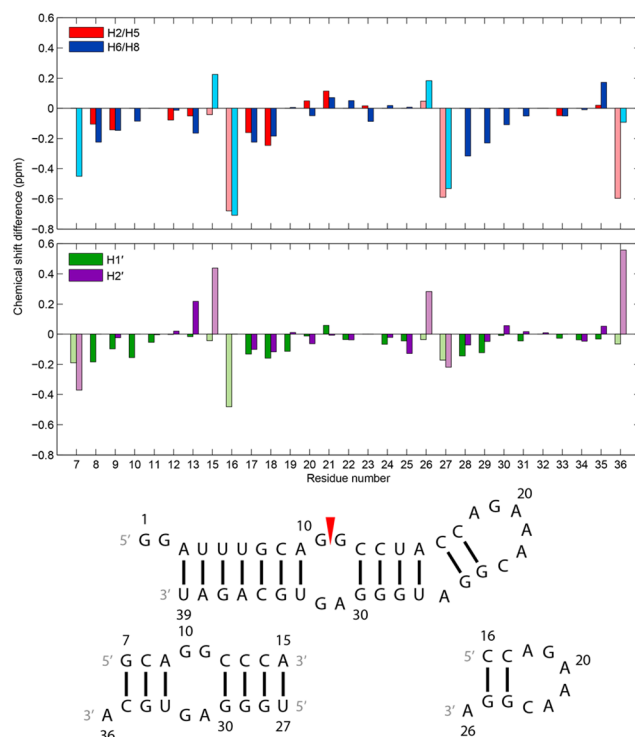 0.6
0.4
0.2
0
−0.2
−0.4
−0.6
−0.8
H2/H5
H6/H8
0.6
0.4
0.2
0
−0.2
−0.4
−0.6
−0.8
H1′
H2′
Chemical shift difference (ppm)
7 8 9 10 11 12 13 15 16 17 18 19 20 21 22 23 24 25 26 27 28 29 30 31 33 34 35 36
Residue number
1 10 20
5′ G G A U U U G C A G G C C U A C C A G A A A C G G A
3′ U A G A C G U G A G G G U
39 30
7 10 15
5′ G C A G G C C C A 3′
3′ A C G U G A G G G U 5′
36 30 27
16 20
5′ C C A G A A
3′ A G G C A
26